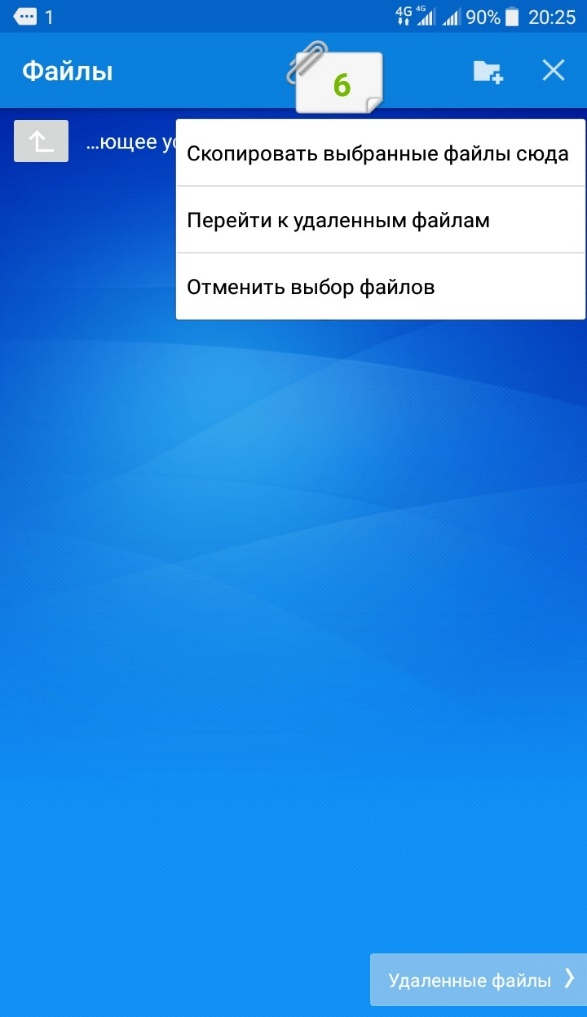 1 4G 4G 90% 20:25
Файлы 6
...ющее
Скопировать выбранные файлы сюда
Перейти к удаленным файлам
Отменить выбор файлов
Удаленные файлы